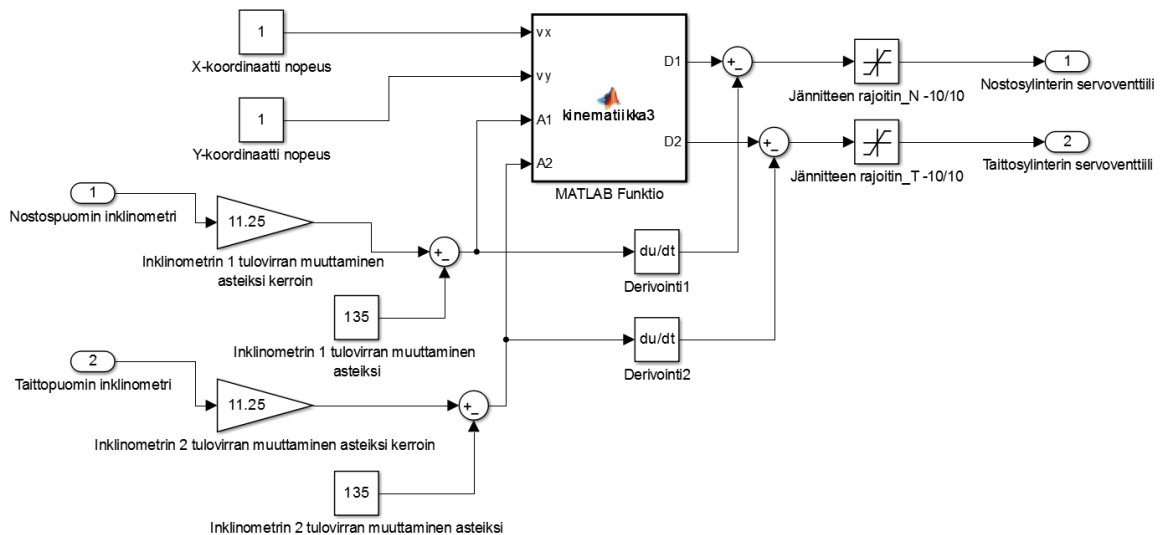 1
X-koordinaatti nopeus
1
Y-koordinaatti nopeus
vx
vy
A1
A2
kinematiikka3
D1
D2
MATLAB Funktio
+
−
Jännitteen rajoitin_N -10/10
1
Nostosylinterin servoventtiili
+
−
Jännitteen rajoitin_T -10/10
2
Taittosylinterin servoventtiili
1
Nostospuomin inklinometri
11.25
Inklinometrin 1 tulovirran muuttaminen
asteiksi kerroin
+
−
135
Inklinometrin 1 tulovirran muuttaminen
asteiksi
du/dt
Derivointi1
du/dt
Derivointi2
2
Taittopuomin inklinometri
11.25
Inklinometrin 2 tulovirran muuttaminen asteiksi kerroin
+
−
135
Inklinometrin 2 tulovirran muuttaminen asteiksi